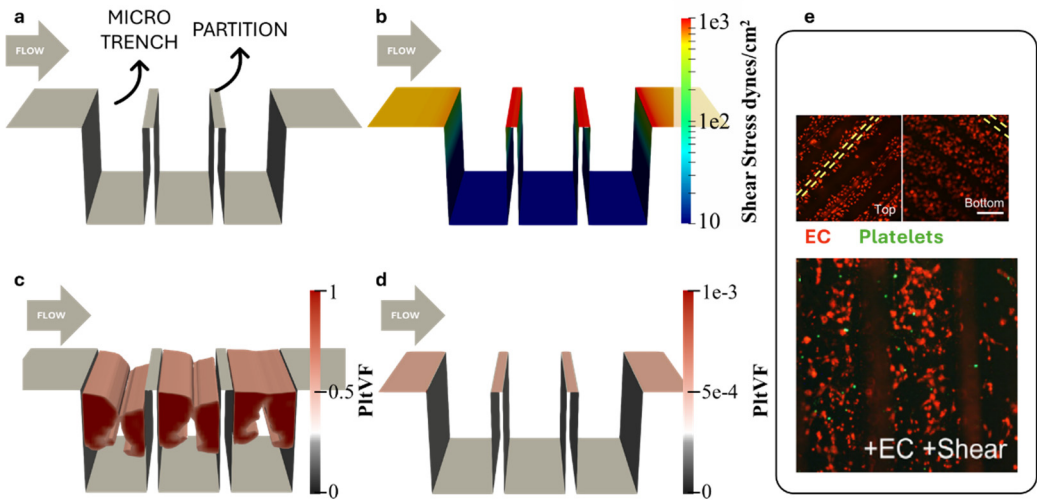 a
MICRO
TRENCH
PARTITION
FLOW
b
FLOW
1e3
1e2
10
Shear Stress dynes/cm²
c
FLOW
1
0.5
0
PltVF
d
FLOW
1e-3
5e-4
0
PltVF
e
Top
Bottom
EC Platelets
+EC +Shear